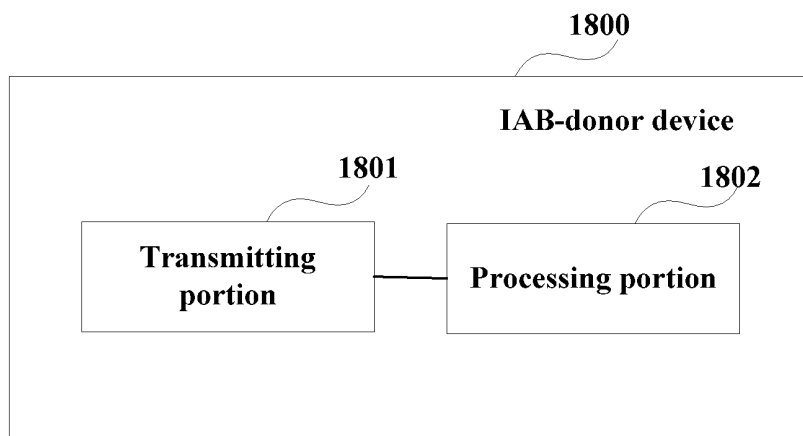 1800
IAB-donor device
1801
1802
Transmitting
portion
Processing portion